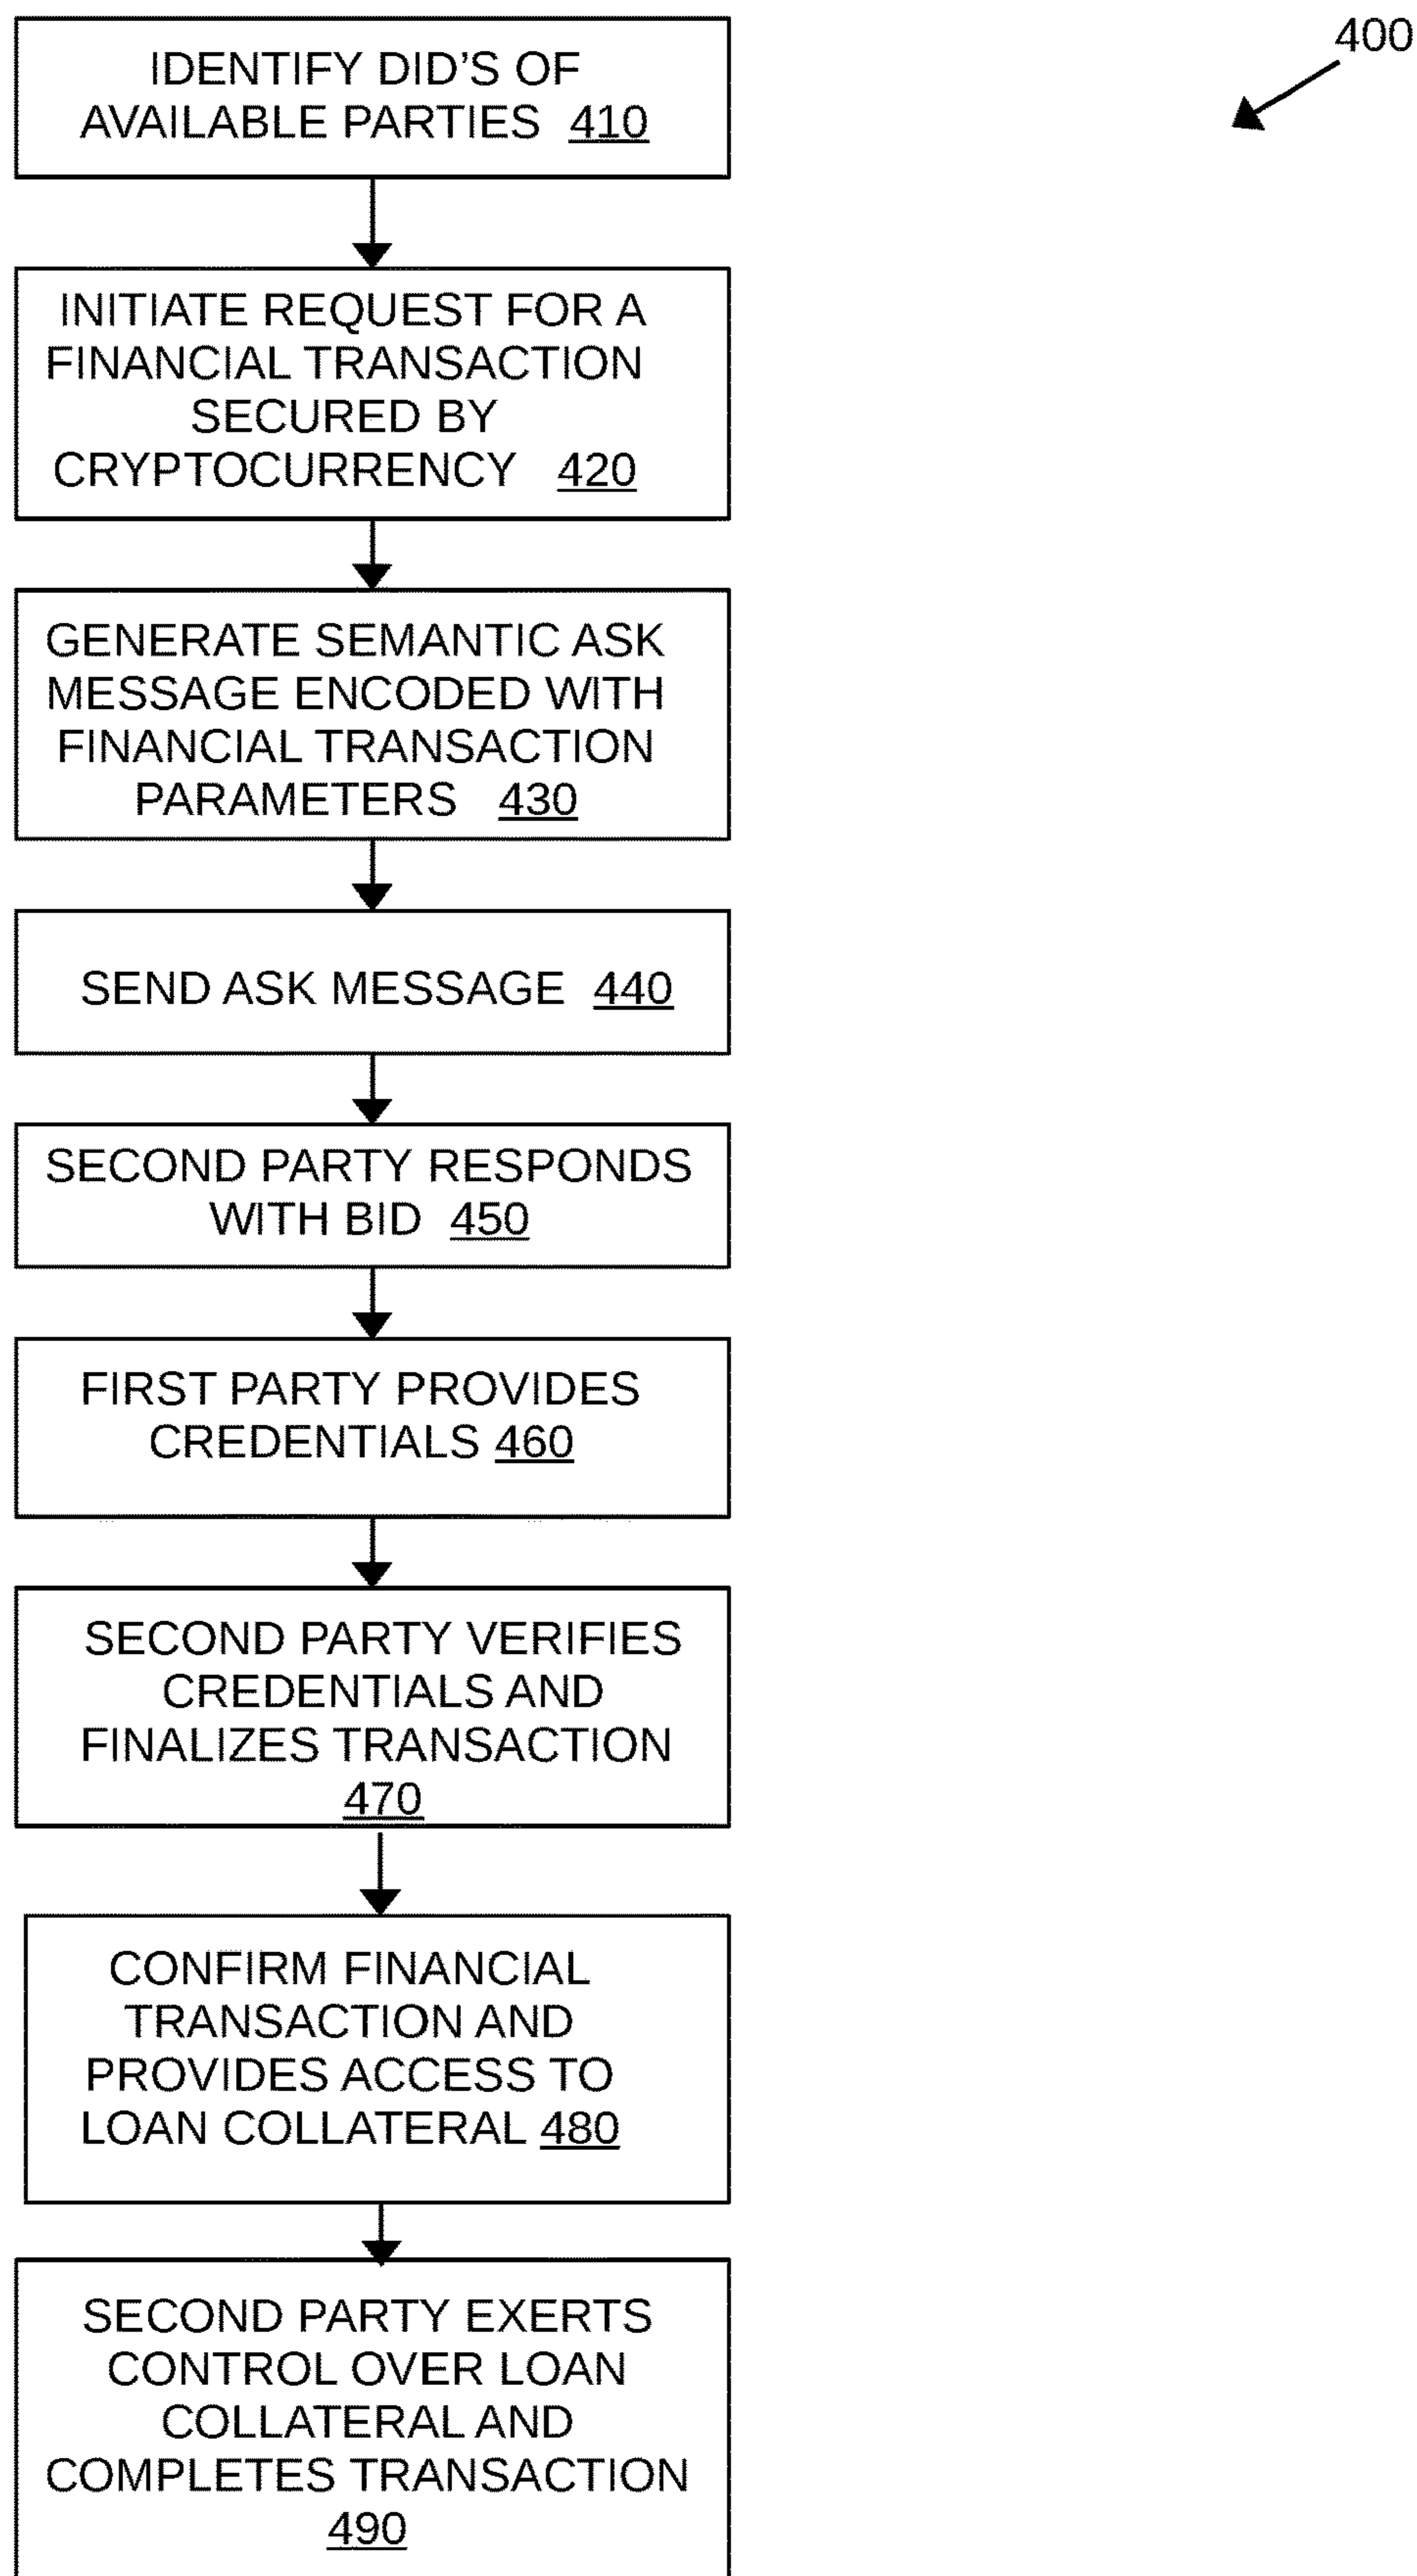 400
IDENTIFY DID’S OF
AVAILABLE PARTIES 410
INITIATE REQUEST FOR A
FINANCIAL TRANSACTION
SECURED BY
CRYPTOCURRENCY 420
GENERATE SEMANTIC ASK
MESSAGE ENCODED WITH
FINANCIAL TRANSACTION
PARAMETERS 430
SEND ASK MESSAGE 440
SECOND PARTY RESPONDS
WITH BID 450
FIRST PARTY PROVIDES
CREDENTIALS 460
SECOND PARTY VERIFIES
CREDENTIALS AND
FINALIZES TRANSACTION
470
CONFIRM FINANCIAL
TRANSACTION AND
PROVIDES ACCESS TO
LOAN COLLATERAL 480
SECOND PARTY EXERTS
CONTROL OVER LOAN
COLLATERAL AND
COMPLETES TRANSACTION
490